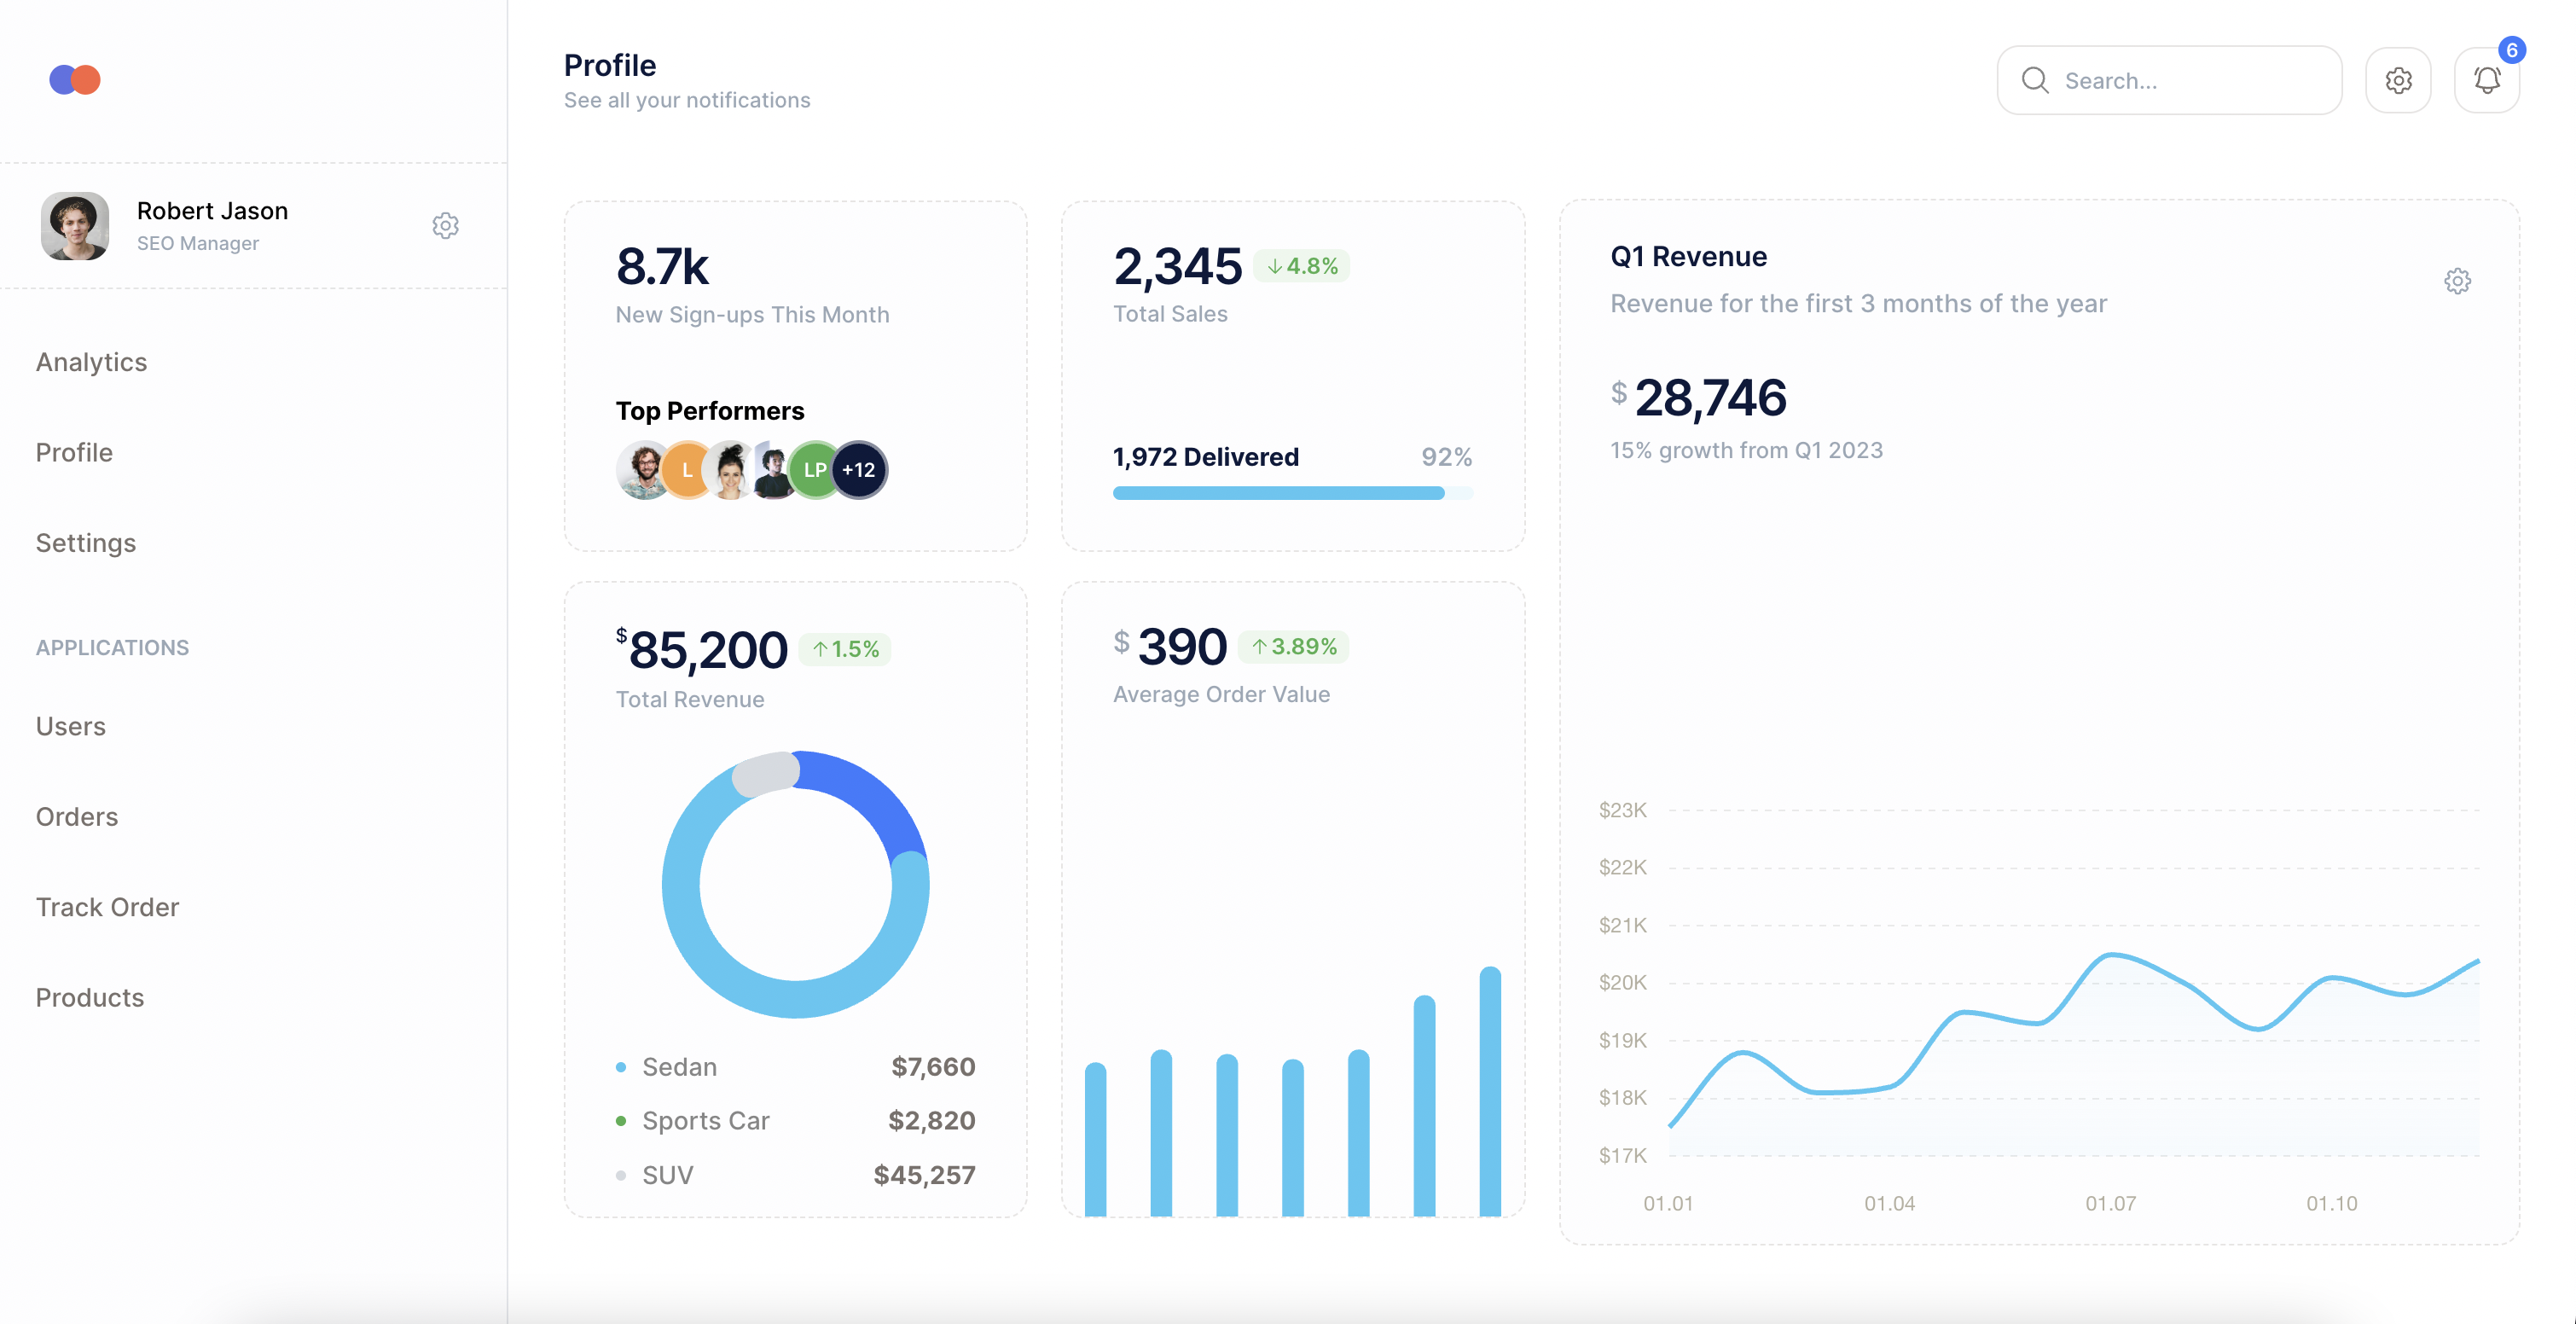 Profile
See all your notifications
Search...
6
Robert Jason
SEO Manager
Analytics
Profile
Settings
APPLICATIONS
Users
Orders
Track Order
Products
8.7k
New Sign-ups This Month
Top Performers
L
LP
+12
2,345 ↓4.8%
Total Sales
1,972 Delivered 92%
$85,200 ↑1.5%
Total Revenue
Sedan $7,660
Sports Car $2,820
SUV $45,257
$390 ↑3.89%
Average Order Value
Q1 Revenue
Revenue for the first 3 months of the year
$28,746
15% growth from Q1 2023
$23K
$22K
$21K
$20K
$19K
$18K
$17K
01.01 01.04 01.07 01.10